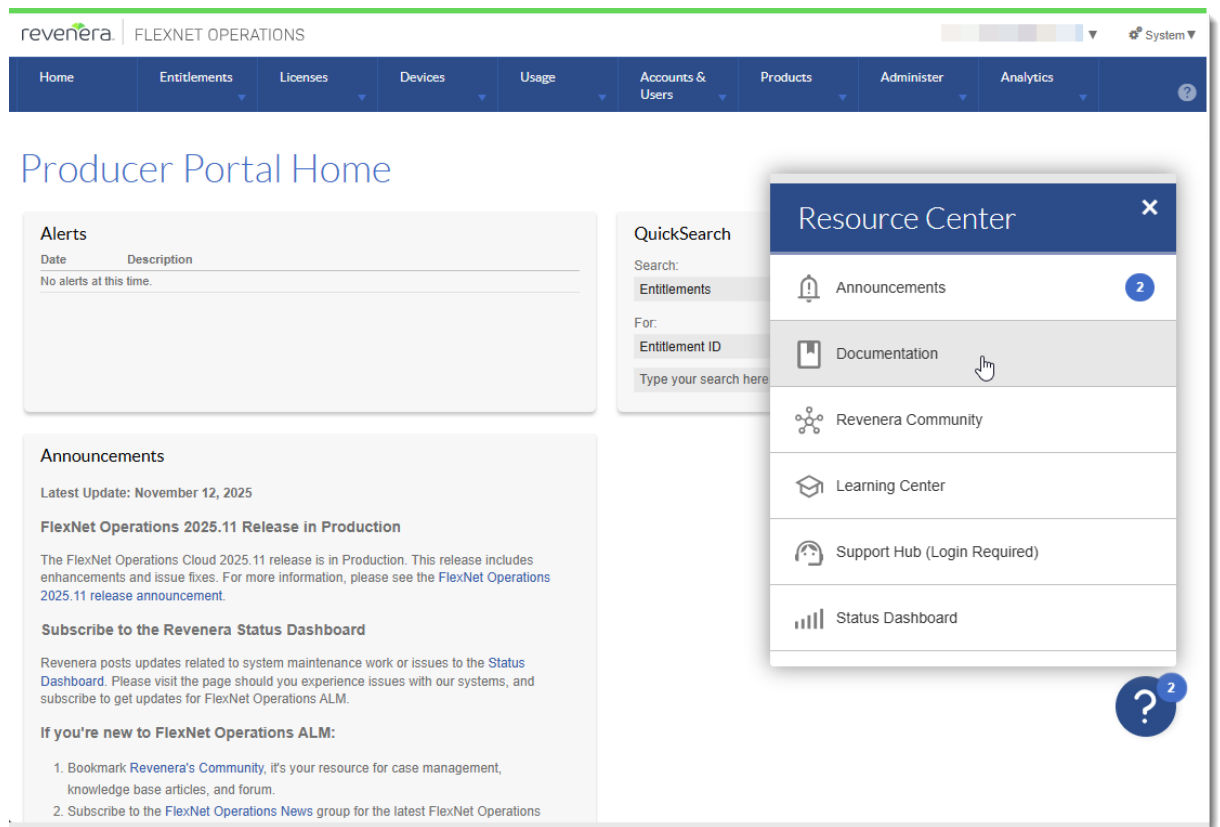 revenera. FLEXNET OPERATIONS
System
Home Entitlements Licenses Devices Usage Accounts & Users Products Administer Analytics
?
Producer Portal Home
Alerts
Date Description
No alerts at this time.
QuickSearch
Search:
Entitlements
For:
Entitlement ID
Type your search here
Announcements
Latest Update: November 12, 2025
FlexNet Operations 2025.11 Release in Production
The FlexNet Operations Cloud 2025.11 release is in Production. This release includes
enhancements and issue fixes. For more information, please see the FlexNet Operations
2025.11 release announcement.
Subscribe to the Revenera Status Dashboard
Revenera posts updates related to system maintenance work or issues to the Status
Dashboard. Please visit the page should you experience issues with our systems, and
subscribe to get updates for FlexNet Operations ALM.
If you're new to FlexNet Operations ALM:
1. Bookmark Revenera's Community, it's your resource for case management,
knowledge base articles, and forum.
2. Subscribe to the FlexNet Operations News group for the latest FlexNet Operations
Resource Center
Announcements 2
Documentation
Revenera Community
Learning Center
Support Hub (Login Required)
Status Dashboard
? 2